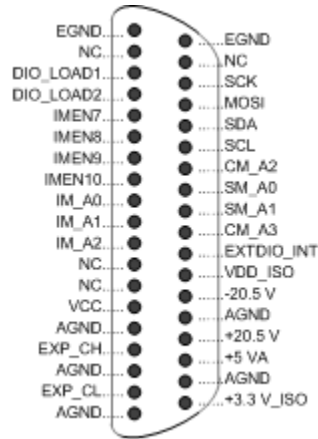 EGND
NC
DIO_LOAD1
DIO_LOAD2
IMEN7
IMEN8
IMEN9
IMEN10
IM_A0
IM_A1
IM_A2
NC
NC
VCC
AGND
EXP_CH
AGND
EXP_CL
AGND
EGND
NC
SCK
MOSI
SDA
SCL
CM_A2
SM_A0
SM_A1
CM_A3
EXTDIO_INT
VDD_ISO
-20.5 V
AGND
+20.5 V
+5 VA
AGND
+3.3 V_ISO